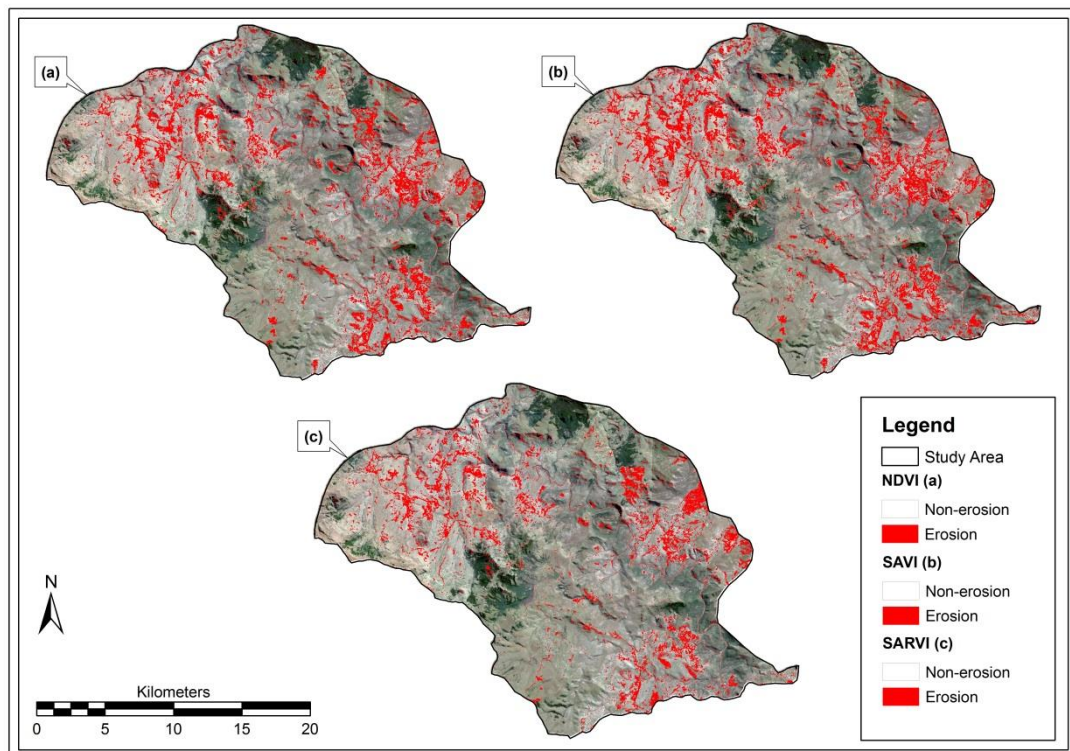 (a)
(b)
(c)
Legend
Study Area
NDVI (a)
Non-erosion
Erosion
SAVI (b)
Non-erosion
Erosion
SARVI (c)
Non-erosion
Erosion
N
Kilometers
0 5 10 15 20